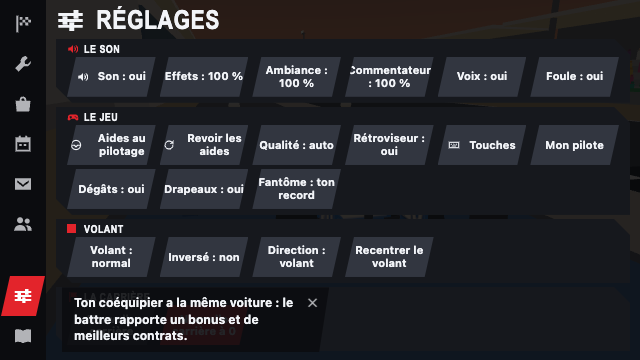 RÉGLAGES
LE SON
Son : oui
Effets : 100 %
Ambiance :
100 %
Commentateur
: 100 %
Voix : oui
Foule : oui
LE JEU
Aides au
pilotage
Revoir les
aides
Qualité : auto
Rétroviseur :
oui
Touches
Mon pilote
Dégâts : oui
Drapeaux : oui
Fantôme : ton
record
VOLANT
Volant :
normal
Inversé : non
Direction :
volant
Recentrer le
volant
Ton coéquipier a la même voiture : le
battre rapporte un bonus et de
meilleurs contrats.